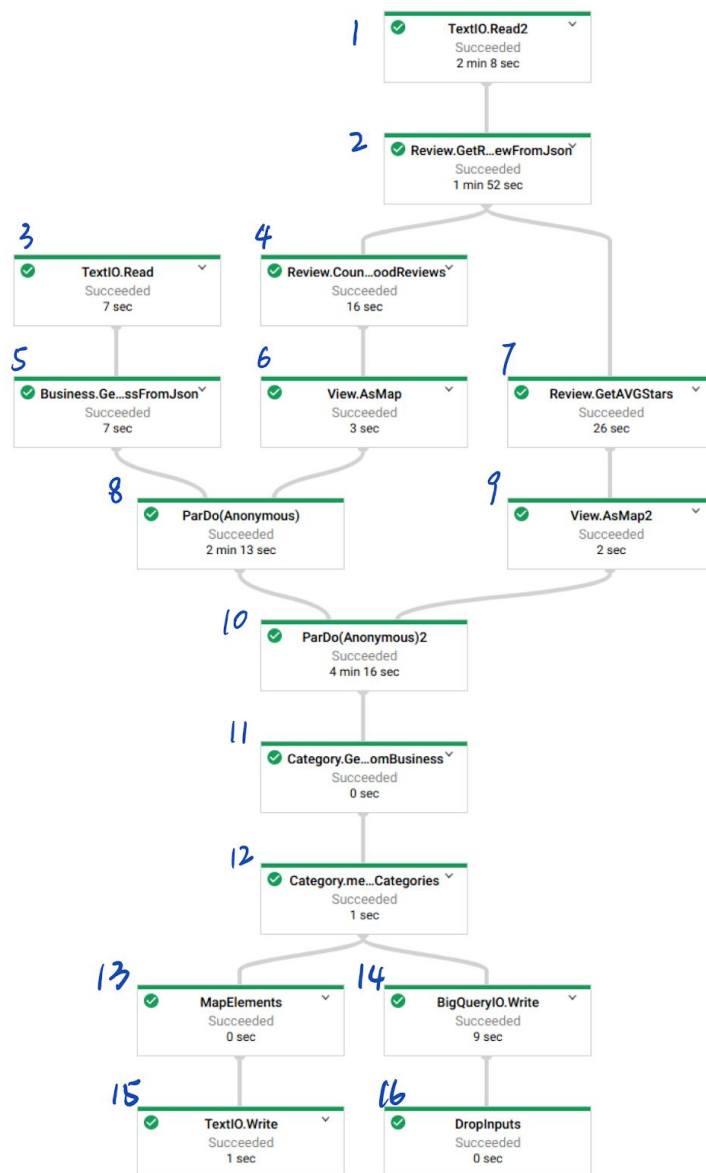 1
TextIO.Read2
Succeeded
2 min 8 sec
2
Review.GetR...ewFromJson
Succeeded
1 min 52 sec
3
TextIO.Read
Succeeded
7 sec
4
Review.Coun...oodReviews
Succeeded
16 sec
5
Business.Ge...ssFromJson
Succeeded
7 sec
6
View.AsMap
Succeeded
3 sec
7
Review.GetAVGStars
Succeeded
26 sec
8
ParDo(Anonymous)
Succeeded
2 min 13 sec
9
View.AsMap2
Succeeded
2 sec
10
ParDo(Anonymous)2
Succeeded
4 min 16 sec
11
Category.Ge...omBusiness
Succeeded
0 sec
12
Category.me...Categories
Succeeded
1 sec
13
MapElements
Succeeded
0 sec
14
BigQueryIO.Write
Succeeded
9 sec
15
TextIO.Write
Succeeded
1 sec
16
DropInputs
Succeeded
0 sec